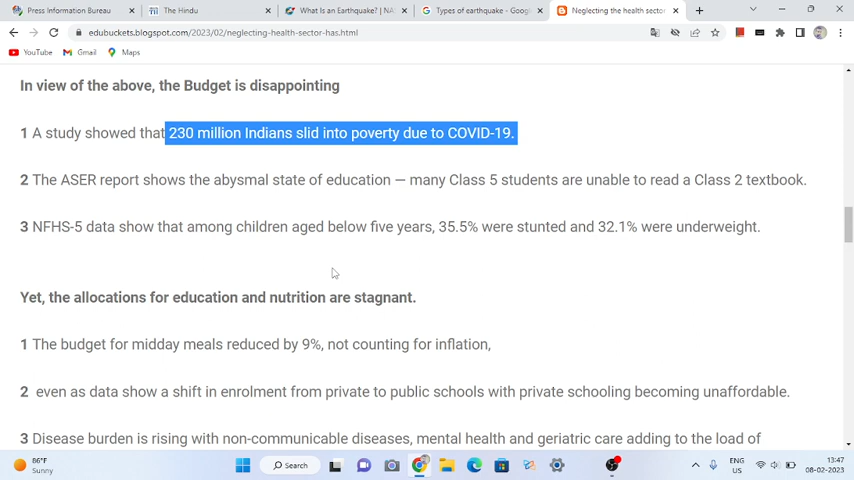 Press Information Bureau
The Hindu
What Is an Earthquake? | NA
Types of earthquake - Googl
Neglecting the health sector
edubuckets.blogspot.com/2023/02/neglecting-health-sector-has.html
YouTube
Gmail
Maps
In view of the above, the Budget is disappointing
1 A study showed that 230 million Indians slid into poverty due to COVID-19.
2 The ASER report shows the abysmal state of education — many Class 5 students are unable to read a Class 2 textbook.
3 NFHS-5 data show that among children aged below five years, 35.5% were stunted and 32.1% were underweight.
Yet, the allocations for education and nutrition are stagnant.
1 The budget for midday meals reduced by 9%, not counting for inflation,
2 even as data show a shift in enrolment from private to public schools with private schooling becoming unaffordable.
3 Disease burden is rising with non-communicable diseases, mental health and geriatric care adding to the load of
86°F
Sunny
Search
ENG
US
13:47
08-02-2023